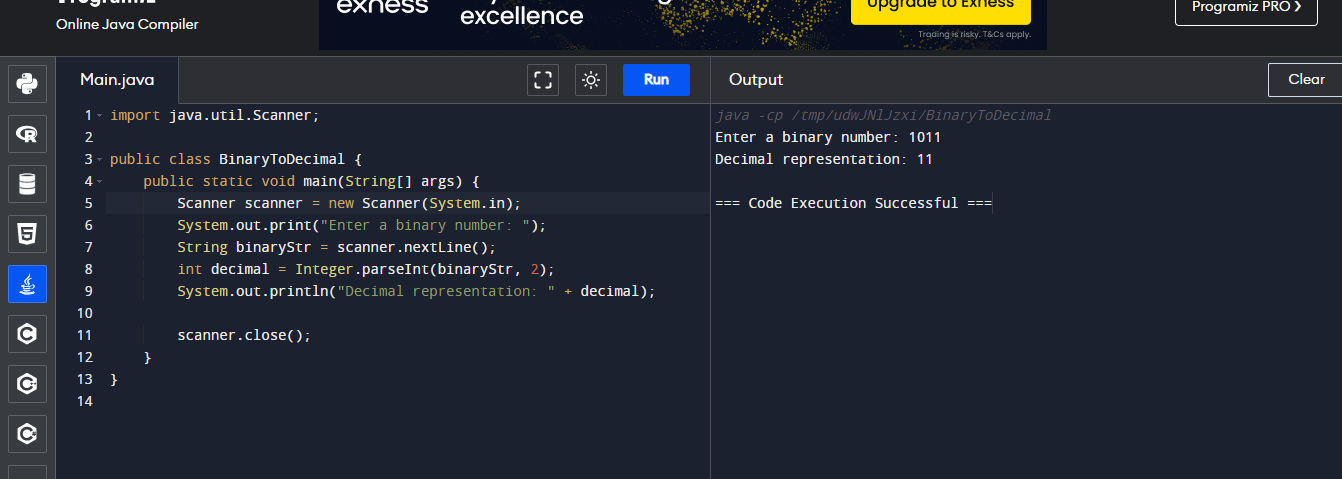 Online Java Compiler
exness
excellence
Upgrade to Exness
Trading is risky. T&Cs apply.
Programiz PRO ❯
Main.java
Run
Output
Clear
1 import java.util.Scanner;
2
3 public class BinaryToDecimal {
4     public static void main(String[] args) {
5         Scanner scanner = new Scanner(System.in);
6         System.out.print("Enter a binary number: ");
7         String binaryStr = scanner.nextLine();
8         int decimal = Integer.parseInt(binaryStr, 2);
9         System.out.println("Decimal representation: " + decimal);
10
11         scanner.close();
12     }
13 }
14
java -cp /tmp/udwJNlJzxi/BinaryToDecimal
Enter a binary number: 1011
Decimal representation: 11
=== Code Execution Successful ===